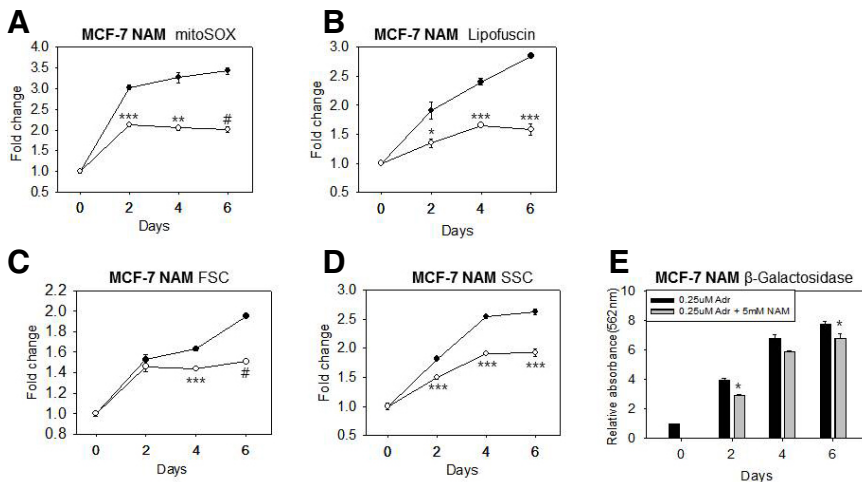 A
MCF-7 NAM mitoSOX
Fold change
4.0
3.5
3.0
2.5
2.0
1.5
1.0
0.5
***
**
#
0 2 4 6
Days
B
MCF-7 NAM Lipofuscin
Fold change
3.0
2.5
2.0
1.5
1.0
0.5
*
***
***
0 2 4 6
Days
C
MCF-7 NAM FSC
Fold change
2.2
2.0
1.8
1.6
1.4
1.2
1.0
0.8
***
#
0 2 4 6
Days
D
MCF-7 NAM SSC
Fold change
3.0
2.5
2.0
1.5
1.0
0.5
***
***
***
0 2 4 6
Days
E
MCF-7 NAM β-Galactosidase
Relative absorbance (562nm)
10
8
6
4
2
0
0.25uM Adr
0.25uM Adr + 5mM NAM
*
*
0 2 4 6
Days